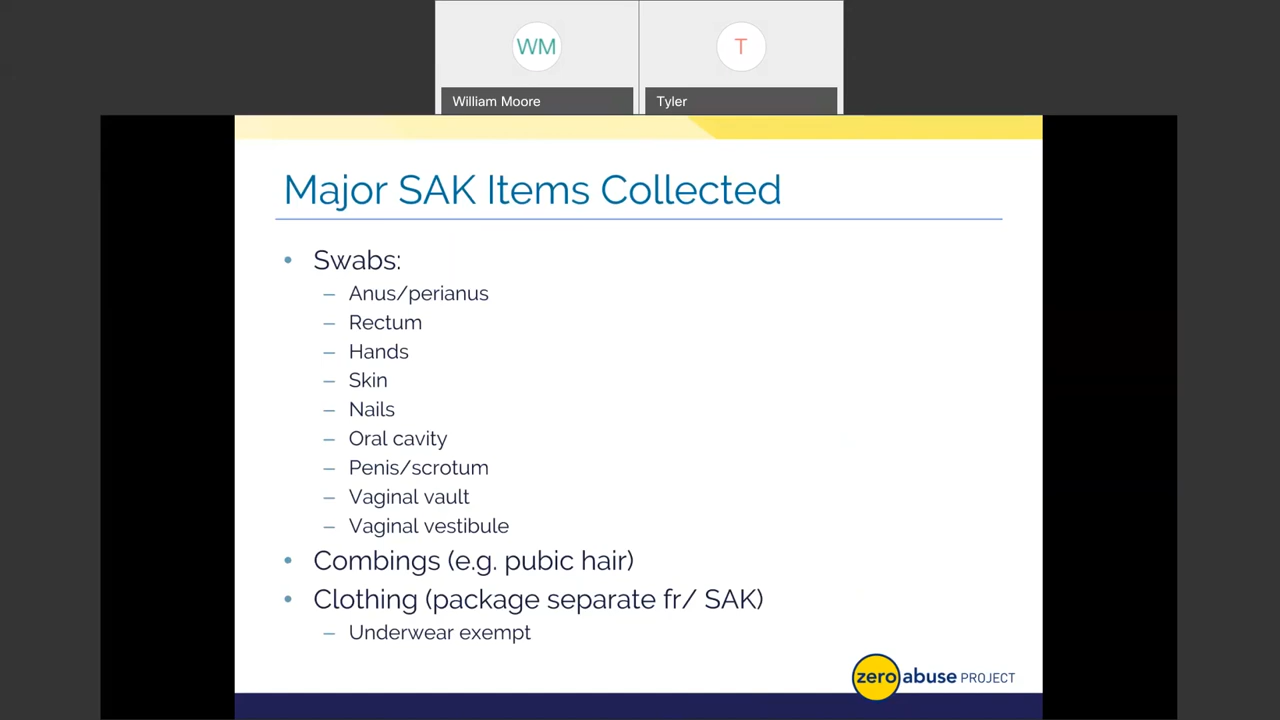 WM
T
William Moore
Tyler
Major SAK Items Collected
• Swabs:
– Anus/perianus
– Rectum
– Hands
– Skin
– Nails
– Oral cavity
– Penis/scrotum
– Vaginal vault
– Vaginal vestibule
• Combings (e.g. pubic hair)
• Clothing (package separate fr/ SAK)
– Underwear exempt
zero abuse PROJECT